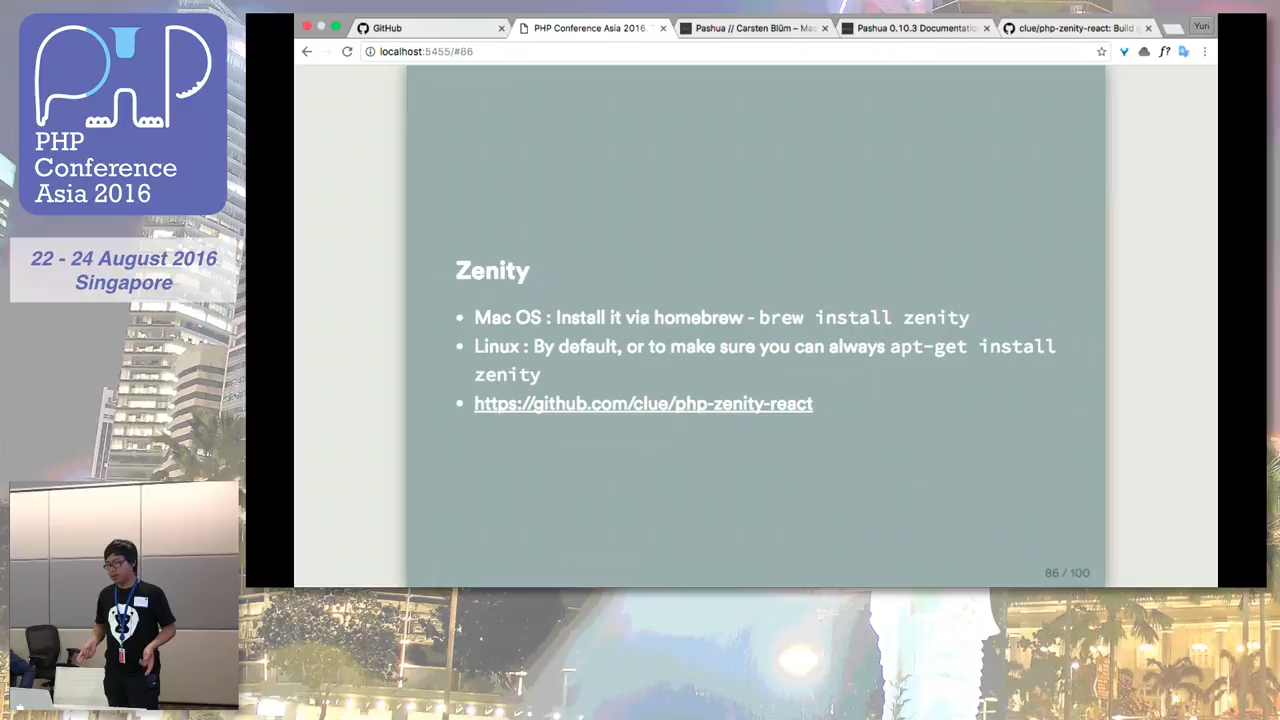 PHP
Conference
Asia 2016
22 - 24 August 2016
Singapore
GitHub
PHP Conference Asia 2016. T
Pashua // Carsten Blüm – Mac
Pashua 0.10.3 Documentatio
clue/php-zenity-react: Build g
Yuri
localhost:5455/#86
Zenity
• Mac OS : Install it via homebrew - brew install zenity
• Linux : By default, or to make sure you can always apt-get install
zenity
• https://github.com/clue/php-zenity-react
86 / 100